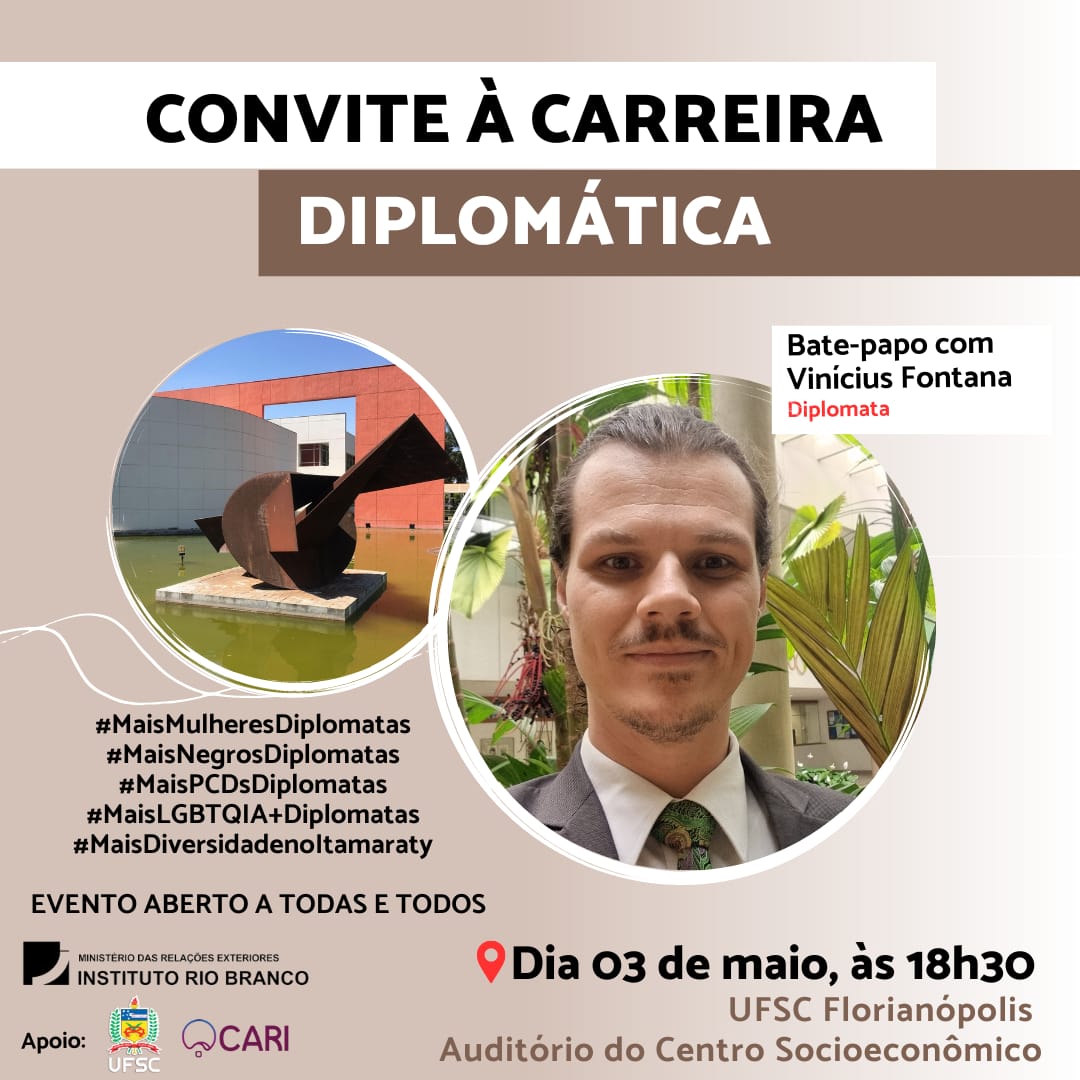 CONVITE À CARREIRA
DIPLOMÁTICA
Bate-papo com
Vinícius Fontana
Diplomata
#MaisMulheresDiplomatas
#MaisNegrosDiplomatas
#MaisPCDsDiplomatas
#MaisLGBTQIA+Diplomatas
#MaisDiversidadenoItamaraty
EVENTO ABERTO A TODAS E TODOS
MINISTÉRIO DAS RELAÇÕES EXTERIORES
INSTITUTO RIO BRANCO
Apoio:
UFSC
CARI
Dia 03 de maio, às 18h30
UFSC Florianópolis
Auditório do Centro Socioeconômico